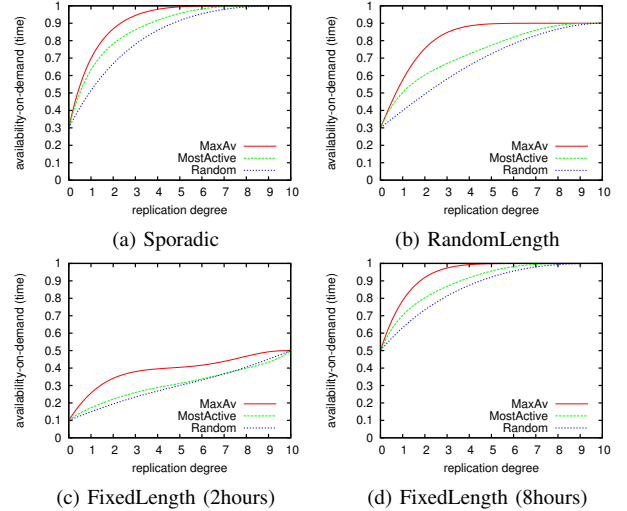 availability-on-demand (time)
1
0.9
0.8
0.7
0.6
0.5
0.4
0.3
0.2
0.1
0
MaxAv
MostActive
Random
0 1 2 3 4 5 6 7 8 9 10
replication degree
(a) Sporadic
availability-on-demand (time)
1
0.9
0.8
0.7
0.6
0.5
0.4
0.3
0.2
0.1
0
MaxAv
MostActive
Random
0 1 2 3 4 5 6 7 8 9 10
replication degree
(b) RandomLength
availability-on-demand (time)
1
0.9
0.8
0.7
0.6
0.5
0.4
0.3
0.2
0.1
0
MaxAv
MostActive
Random
0 1 2 3 4 5 6 7 8 9 10
replication degree
(c) FixedLength (2hours)
availability-on-demand (time)
1
0.9
0.8
0.7
0.6
0.5
0.4
0.3
0.2
0.1
0
MaxAv
MostActive
Random
0 1 2 3 4 5 6 7 8 9 10
replication degree
(d) FixedLength (8hours)